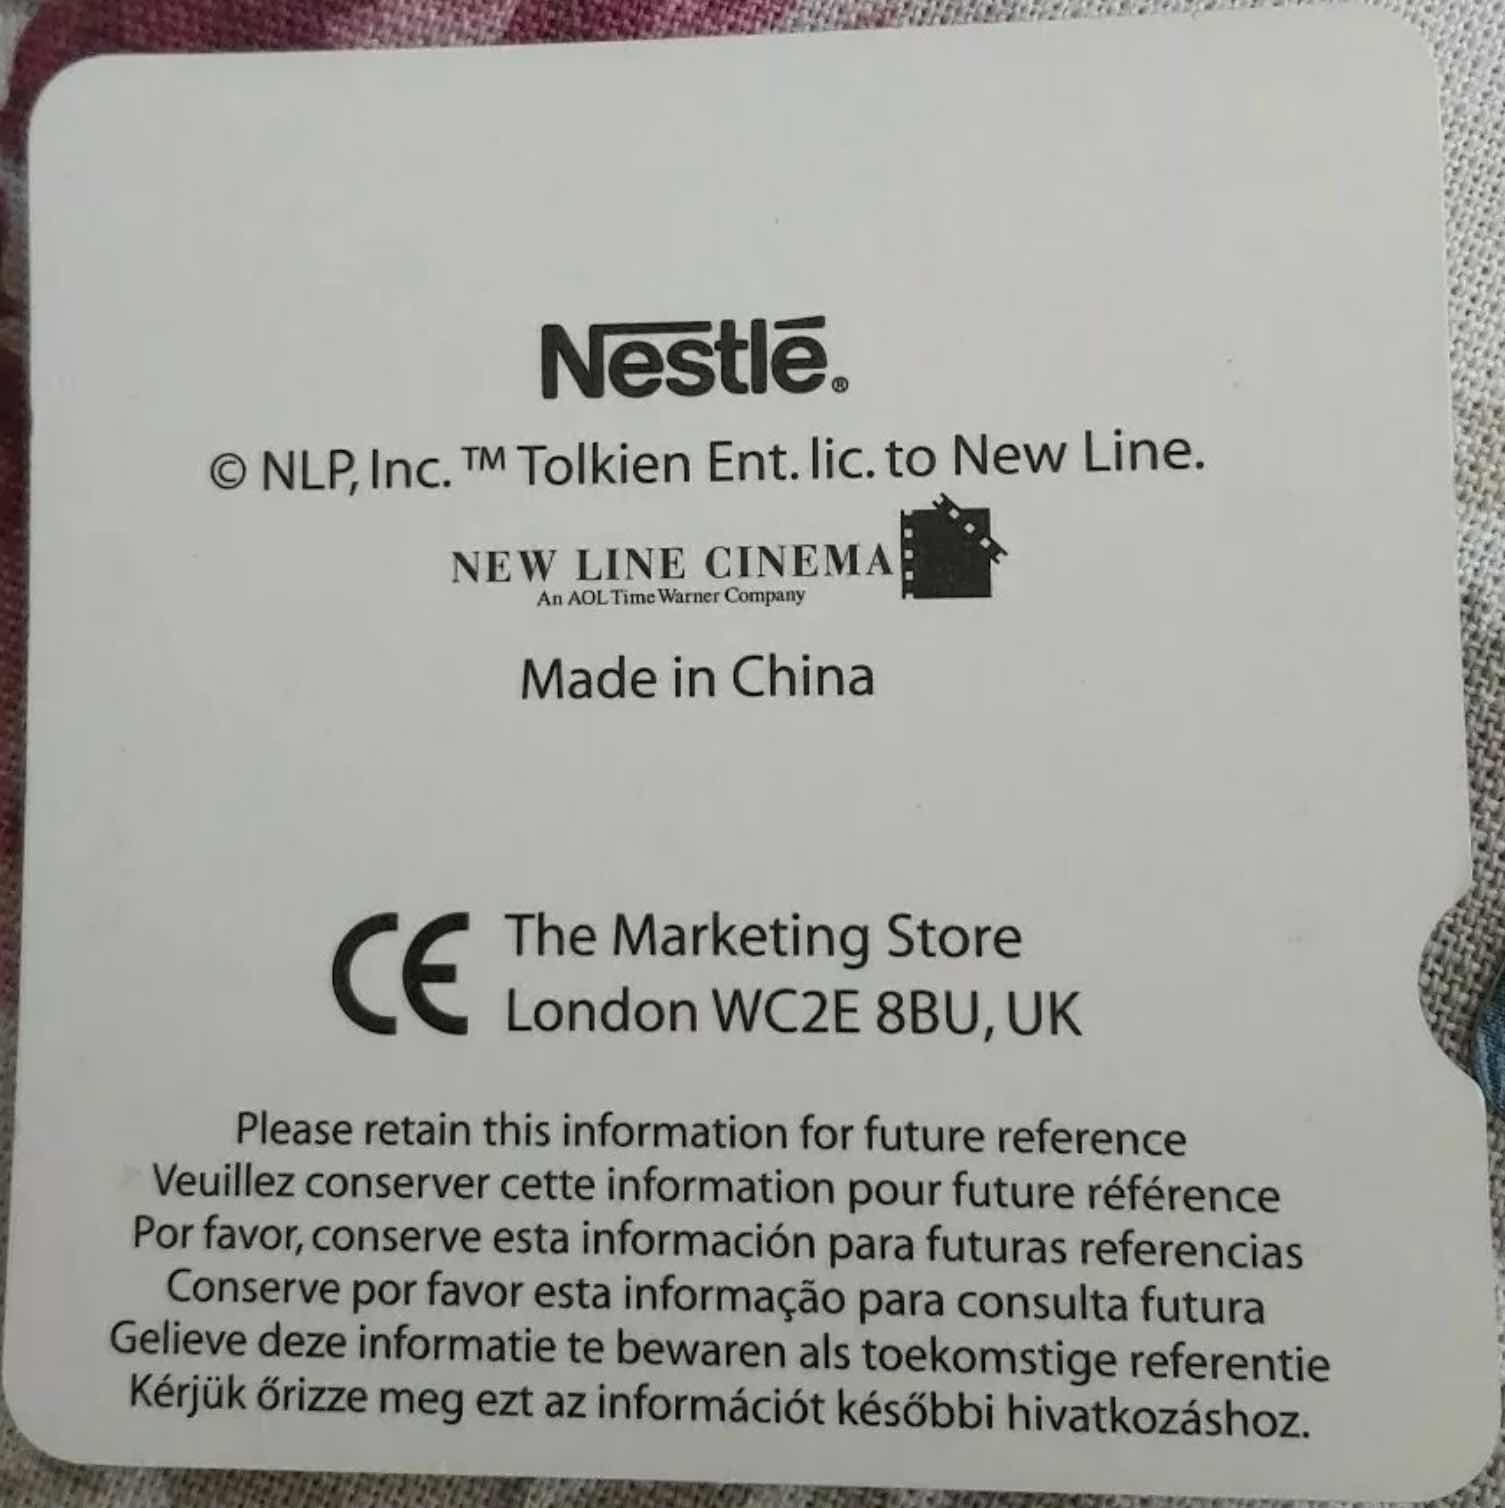 Nestlé®
© NLP, Inc. ™ Tolkien Ent. lic. to New Line.
NEW LINE CINEMA
An AOL Time Warner Company
Made in China
CE The Marketing Store
London WC2E 8BU, UK
Please retain this information for future reference
Veuillez conserver cette information pour future référence
Por favor, conserve esta información para futuras referencias
Conserve por favor esta informação para consulta futura
Gelieve deze informatie te bewaren als toekomstige referentie
Kérjük őrizze meg ezt az információt későbbi hivatkozáshoz.